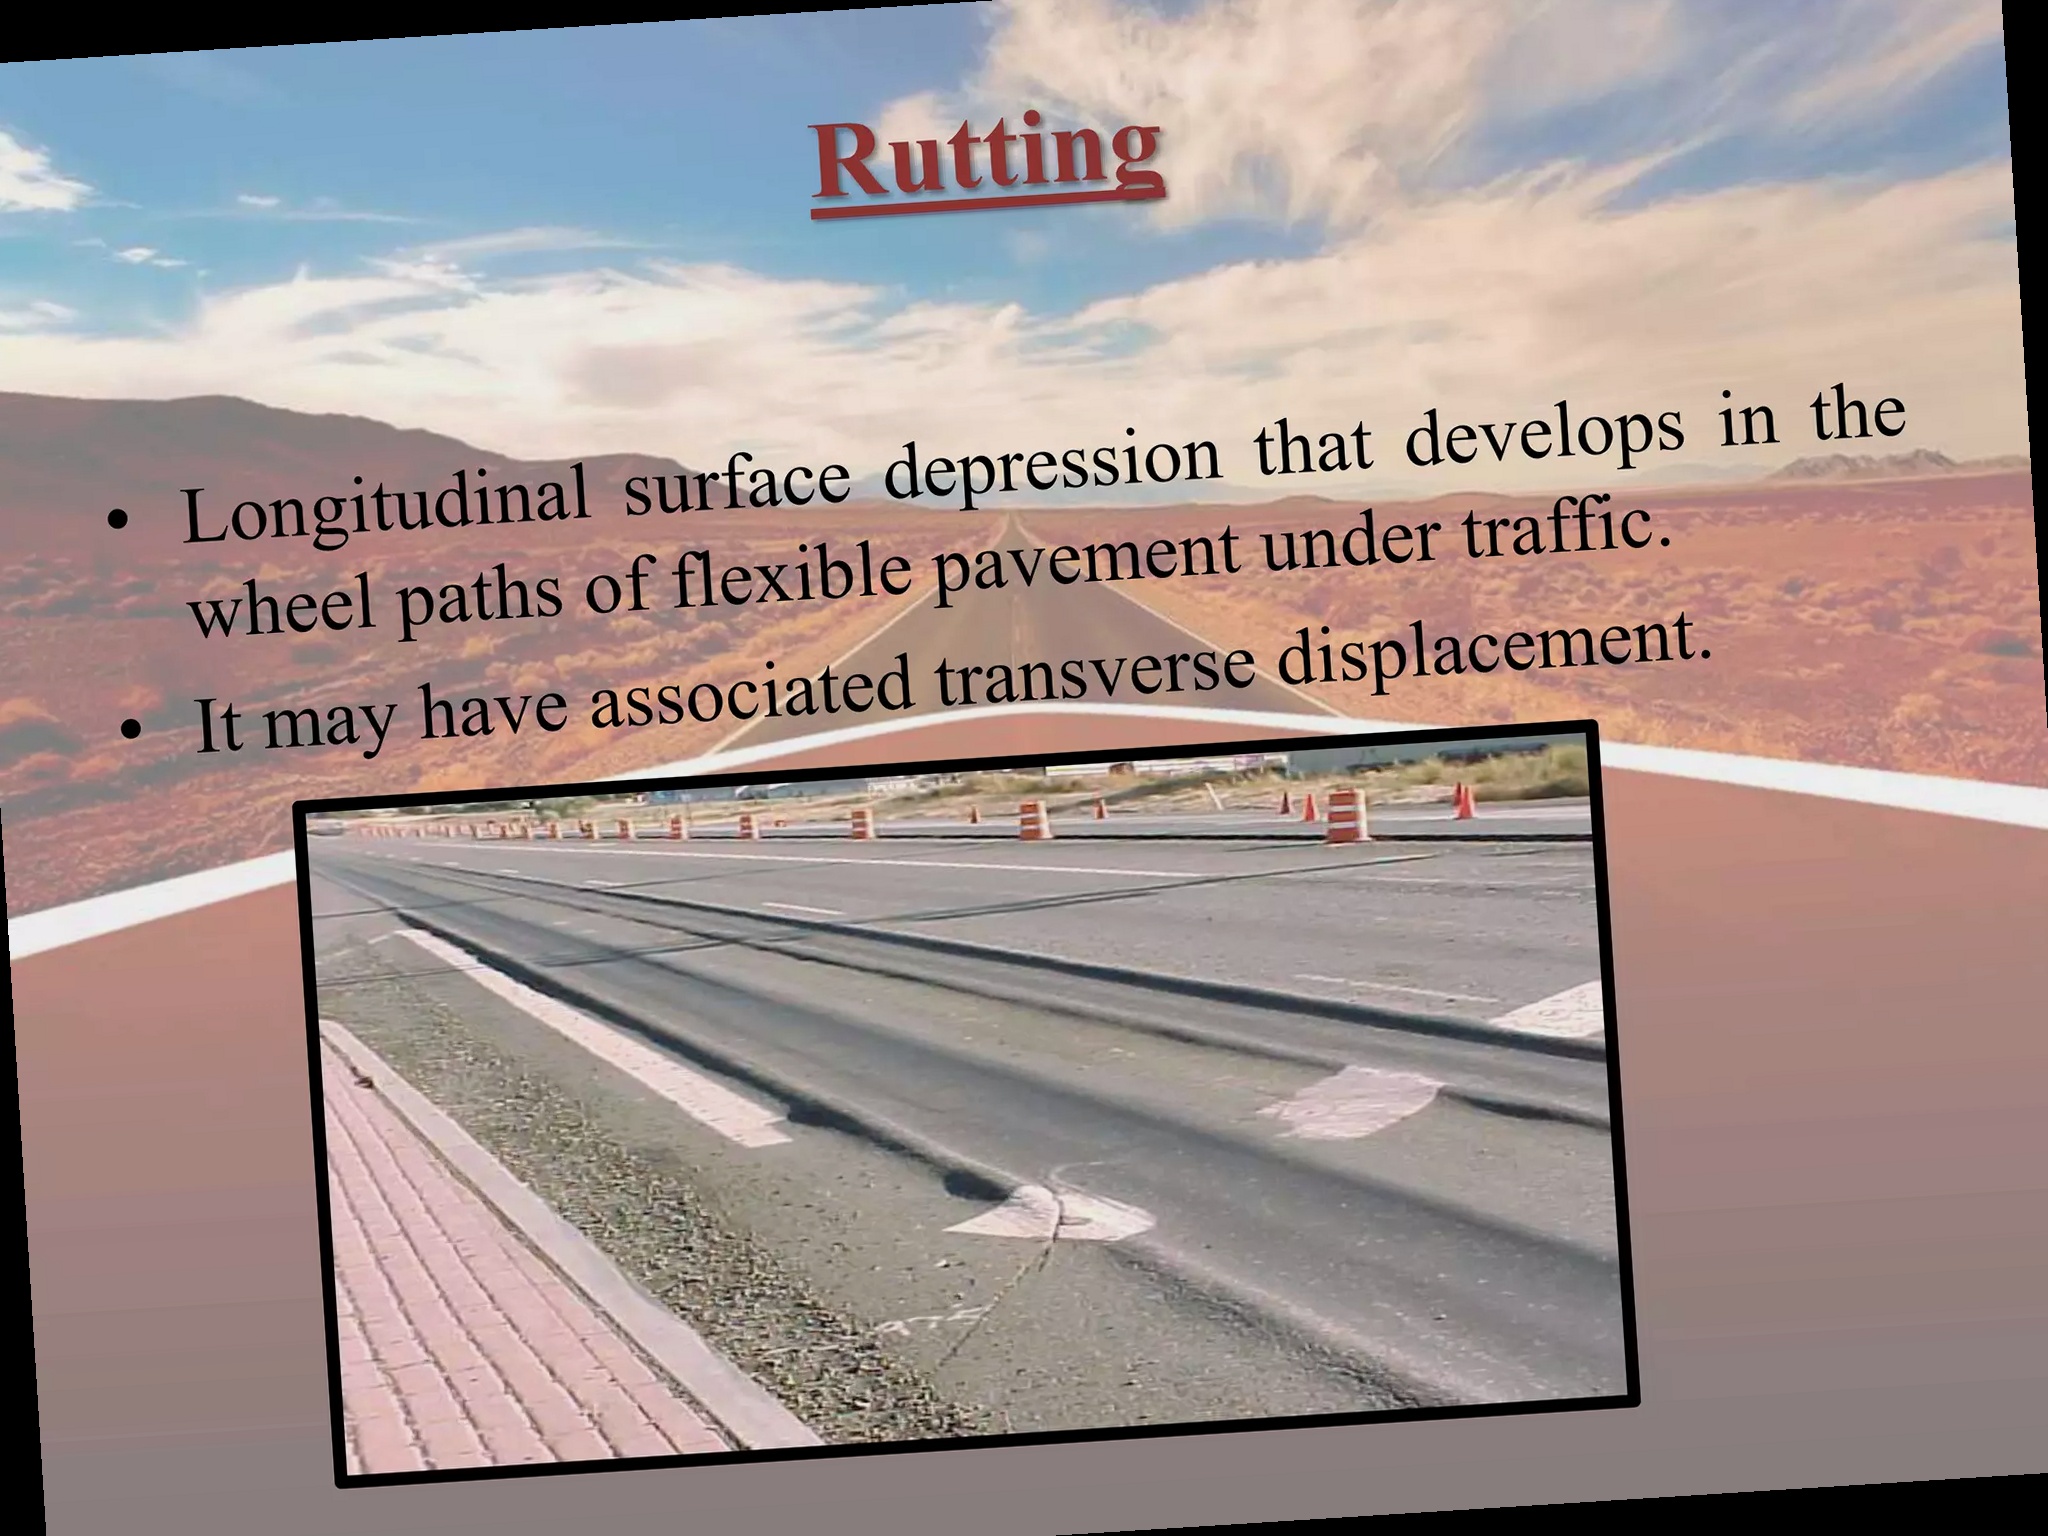 Rutting
• Longitudinal surface depression that develops in the
wheel paths of flexible pavement under traffic.
• It may have associated transverse displacement.